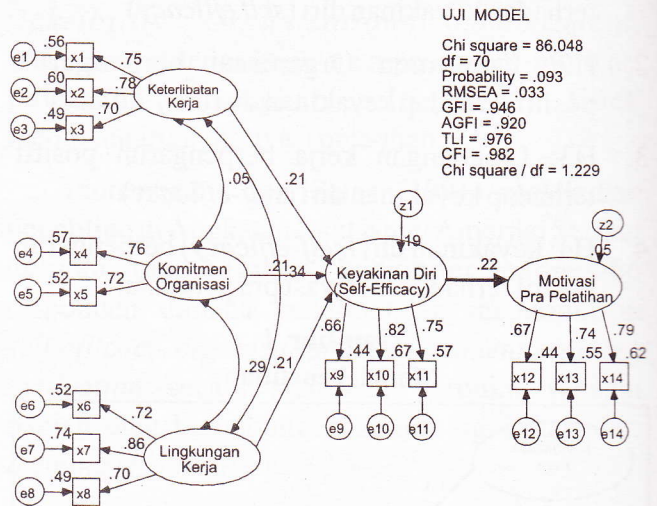 UJI MODEL
Chi square = 86.048
df = 70
Probability = .093
RMSEA = .033
GFI = .946
AGFI = .920
TLI = .976
CFI = .982
Chi square / df = 1.229
.56
e1 x1 .75
.60
e2 x2 .78
.49
e3 x3 .70
Keterlibatan
Kerja
.05
.21
z1
.19
z2
.57
e4 x4 .76
.52
e5 x5 .72
Komitmen
Organisasi
.21
.34
Keyakinan Diri
(Self-Efficacy)
.22
Motivasi
Pra Pelatihan
.66 .82 .75
.44 .67 .57
x9 x10 x11
e9 e10 e11
.67 .74 .79
.44 .55 .62
x12 x13 x14
e12 e13 e14
.29
.21
.52
e6 x6 .72
.74
e7 x7 .86
.49
e8 x8 .70
Lingkungan
Kerja